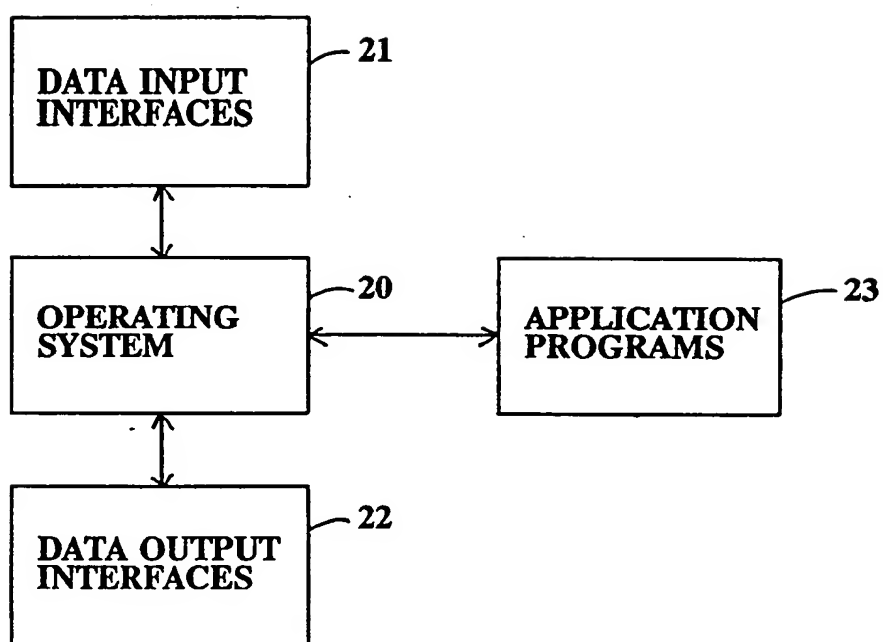 21
DATA INPUT
INTERFACES
20
OPERATING
SYSTEM
23
APPLICATION
PROGRAMS
22
DATA OUTPUT
INTERFACES